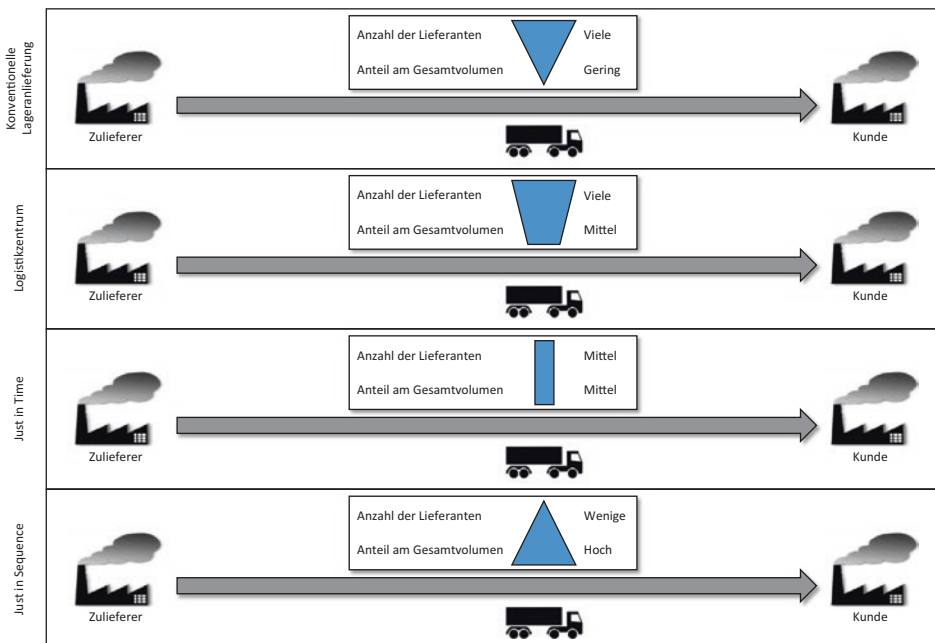 Konventionelle
Lageranlieferung
Anzahl der Lieferanten Viele
Anteil am Gesamtvolumen Gering
Zulieferer Kunde
Logistikzentrum
Anzahl der Lieferanten Viele
Anteil am Gesamtvolumen Mittel
Zulieferer Kunde
Just in Time
Anzahl der Lieferanten Mittel
Anteil am Gesamtvolumen Mittel
Zulieferer Kunde
Just in Sequence
Anzahl der Lieferanten Wenige
Anteil am Gesamtvolumen Hoch
Zulieferer Kunde